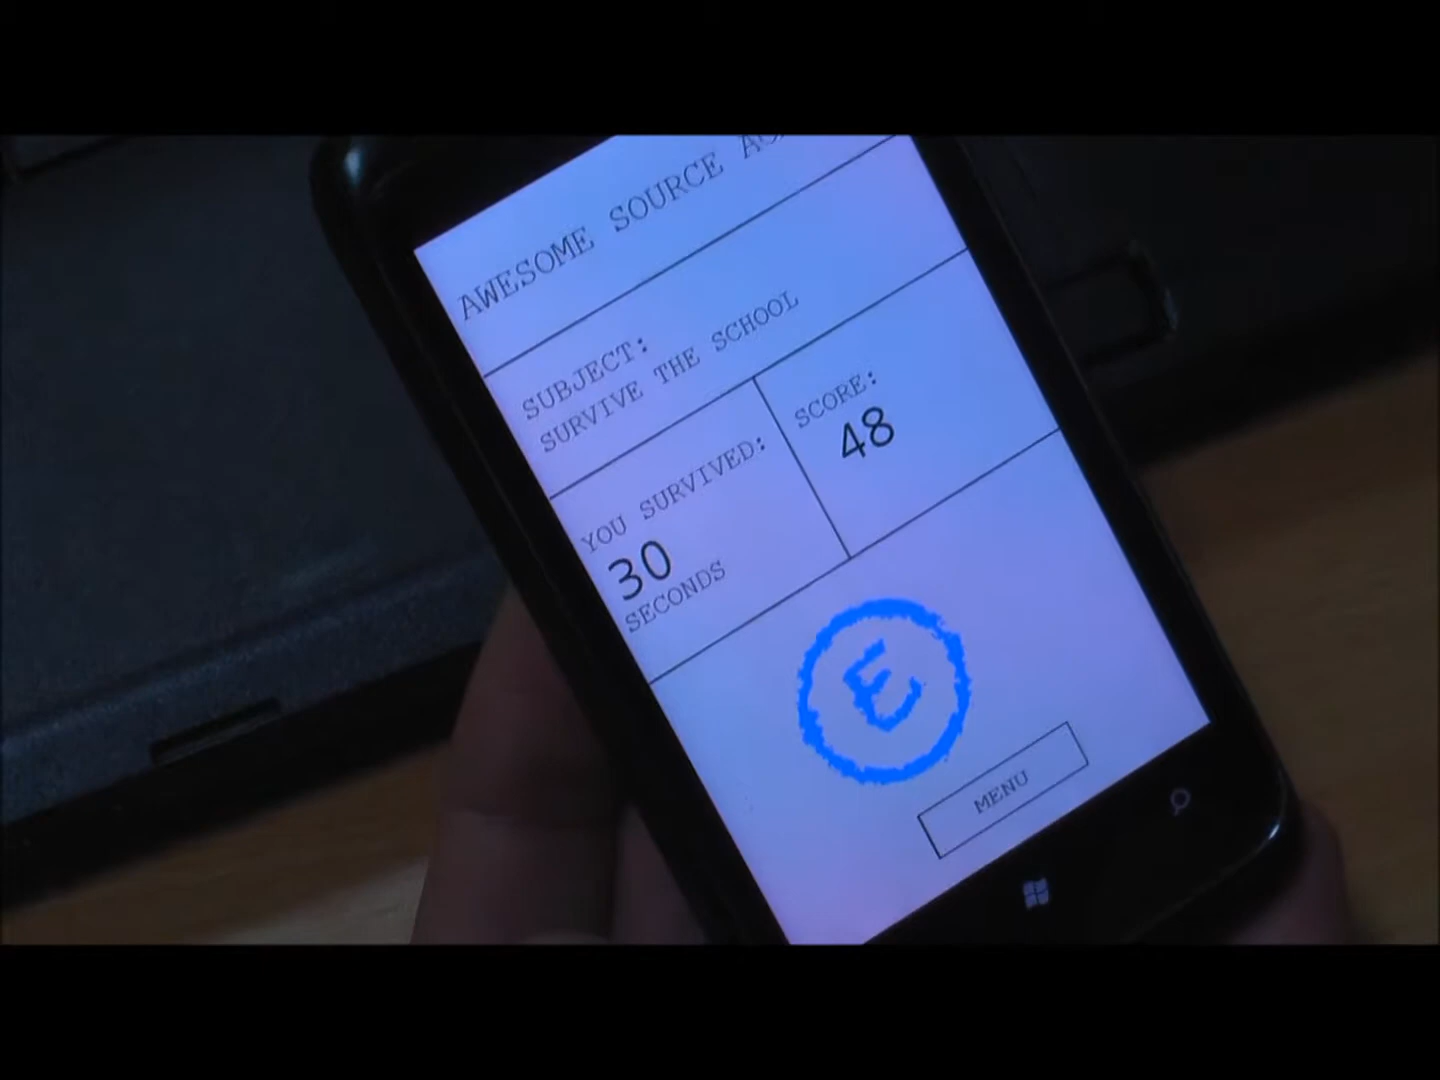 AWESOME SOURCE
SUBJECT:
SURVIVE THE SCHOOL
YOU SURVIVED:
30
SECONDS
SCORE:
48
E
MENU